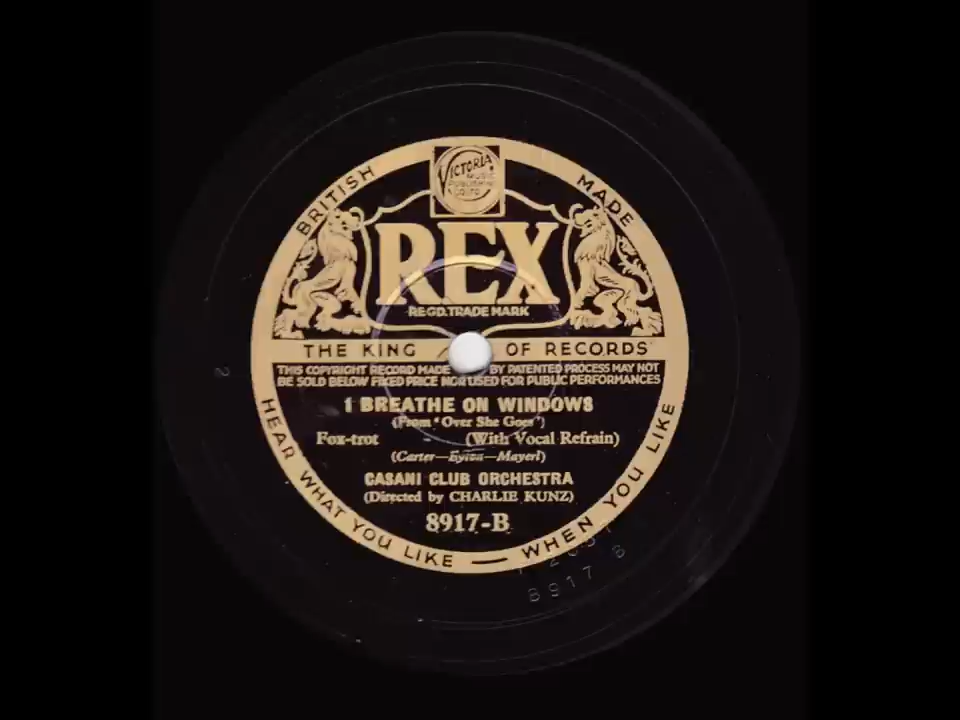 VICTORIA
MUSIC
PUBLISHING
CO. LTD.
BRITISH MADE
REX
REGD. TRADE MARK
THE KING OF RECORDS
THIS COPYRIGHT RECORD MADE BY PATENTED PROCESS MAY NOT
BE SOLD BELOW FIXED PRICE NOR USED FOR PUBLIC PERFORMANCES
I BREATHE ON WINDOWS
(From "Over She Goes")
Fox-trot - (With Vocal Refrain)
(Carter—Eyton—Mayerl)
CASANI CLUB ORCHESTRA
(Directed by CHARLIE KUNZ)
8917-B
HEAR WHAT YOU LIKE — WHEN YOU LIKE
B917 B
2